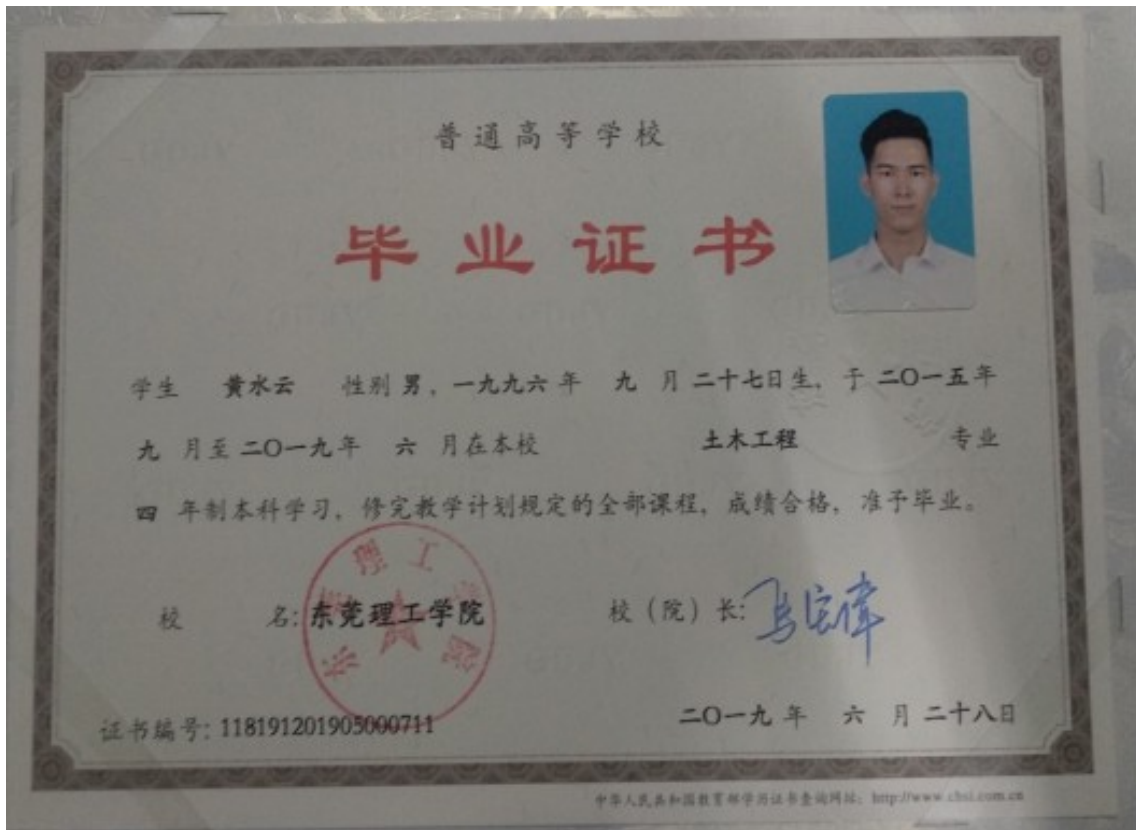 普通高等学校
毕业证书
学生 黄水云 性别 男，一九九六年 九 月 二十七日生，于 二〇一五年
九 月至 二〇一九年 六 月在本校 土木工程 专业
四 年制本科学习，修完教学计划规定的全部课程，成绩合格，准予毕业。
校 名: 东莞理工学院 校（院）长:
东莞理工学院
证书编号: 118191201905000711 二〇一九 年 六 月 二十八日
中华人民共和国教育部学历证书查询网址: http://www.chsi.com.cn